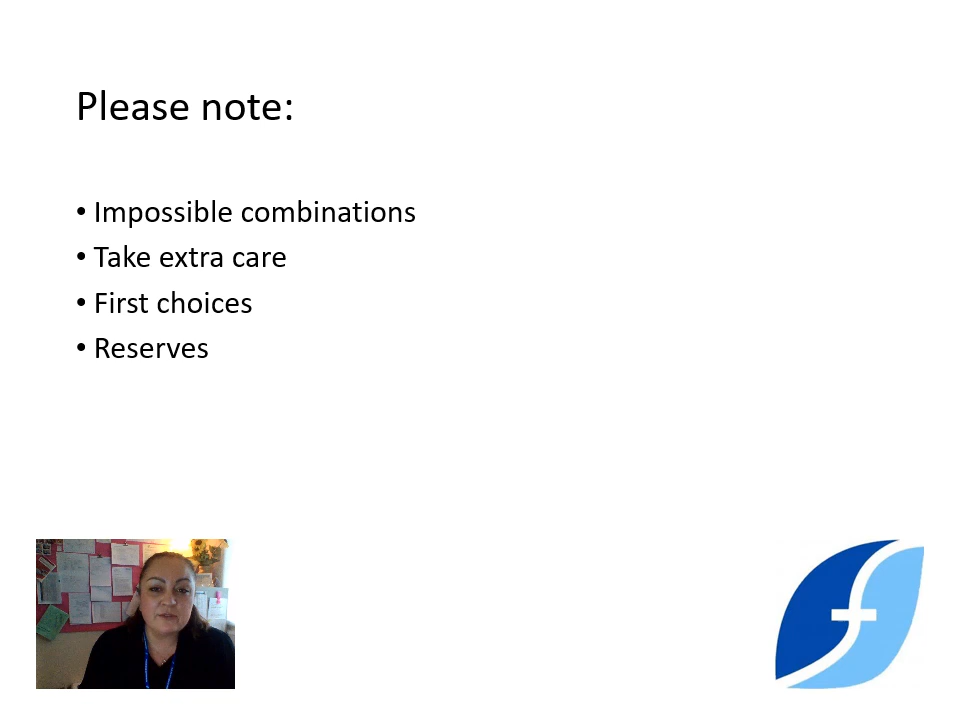 Please note:
• Impossible combinations
• Take extra care
• First choices
• Reserves